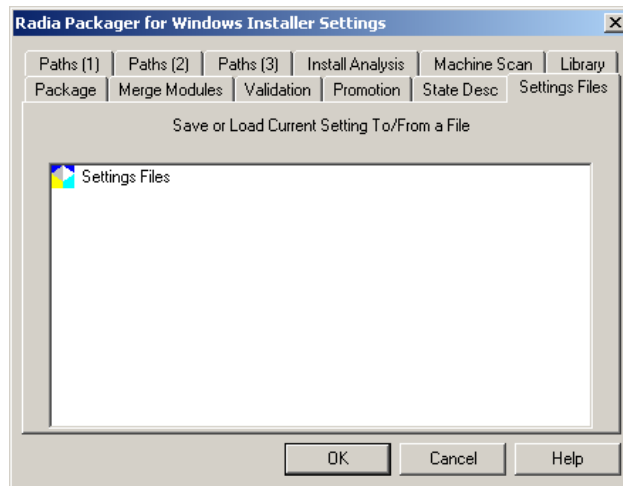 Radia Packager for Windows Installer Settings
Paths (1) Paths (2) Paths (3) Install Analysis Machine Scan Library
Package Merge Modules Validation Promotion State Desc Settings Files
Save or Load Current Setting To/From a File
Settings Files
OK Cancel Help